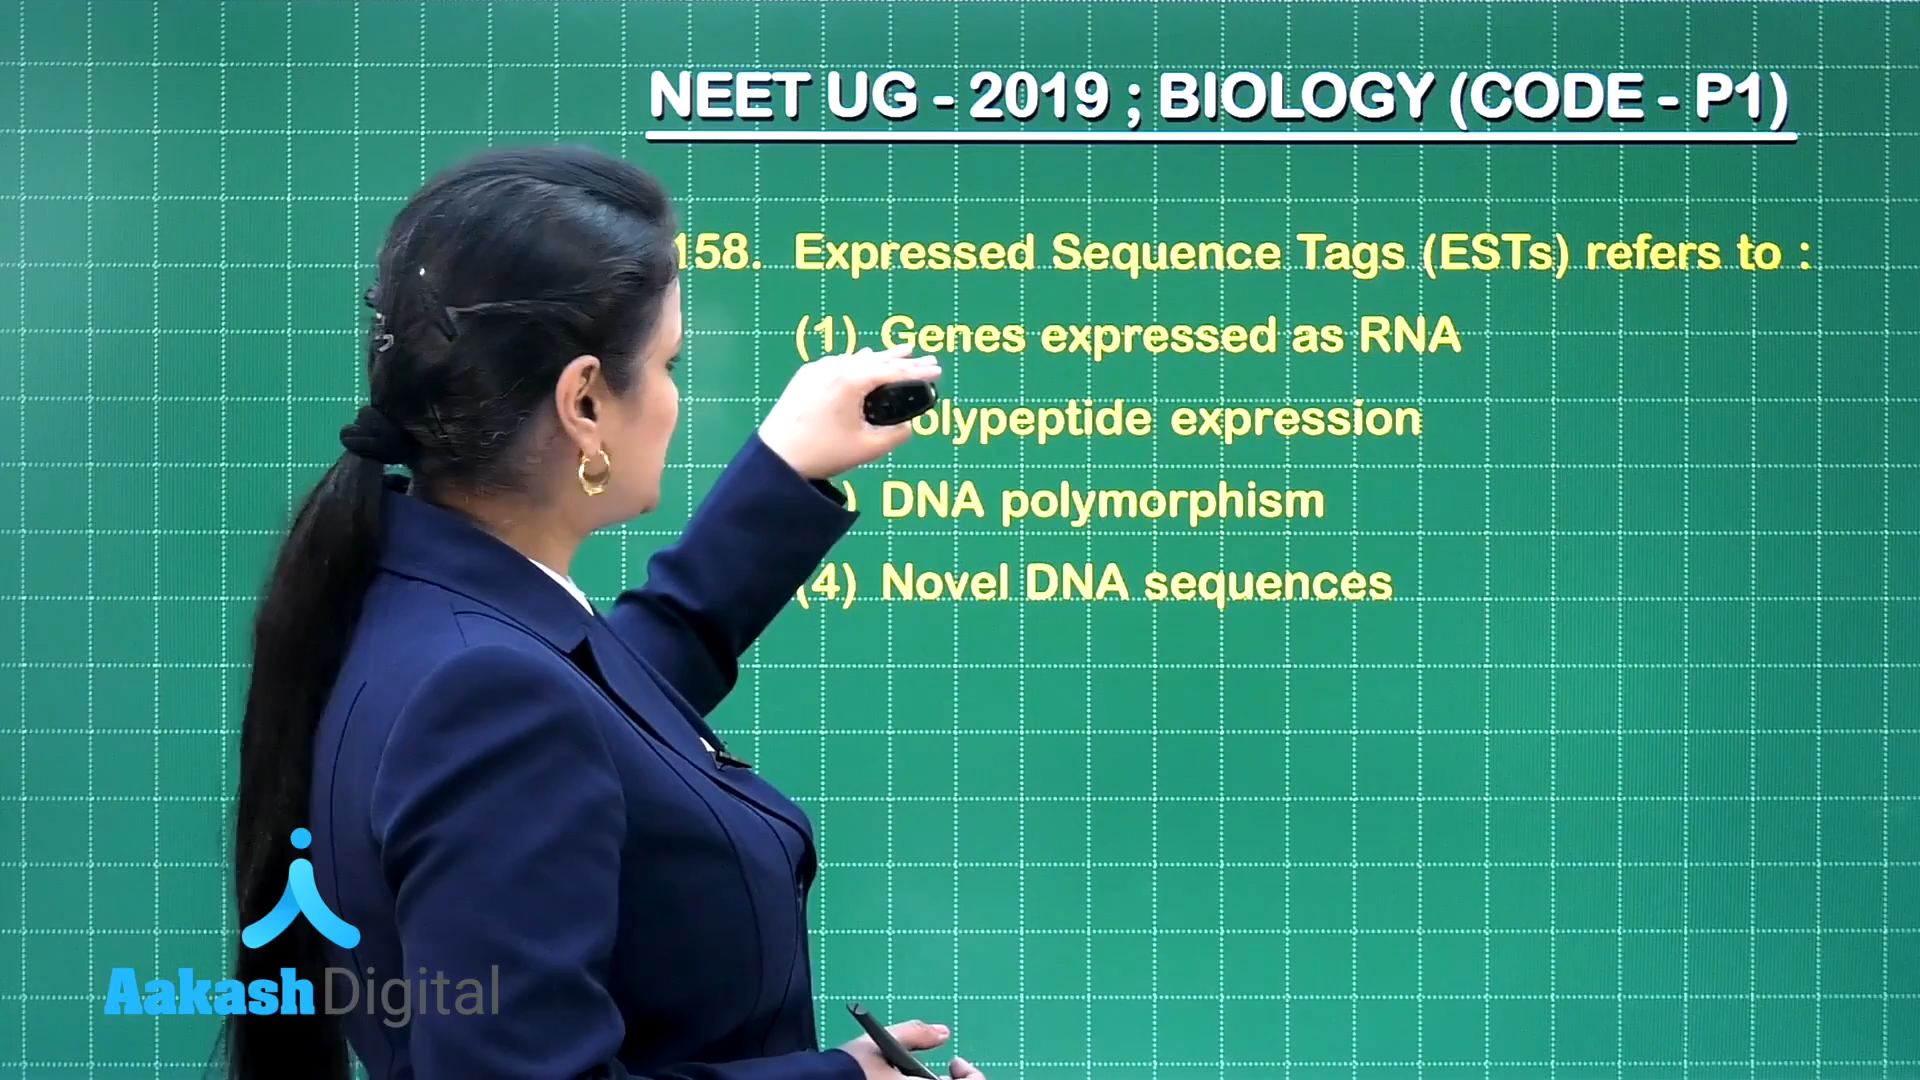 NEET UG - 2019 ; BIOLOGY (CODE - P1)
158. Expressed Sequence Tags (ESTs) refers to :
(1) Genes expressed as RNA
olypeptide expression
) DNA polymorphism
(4) Novel DNA sequences
Aakash Digital